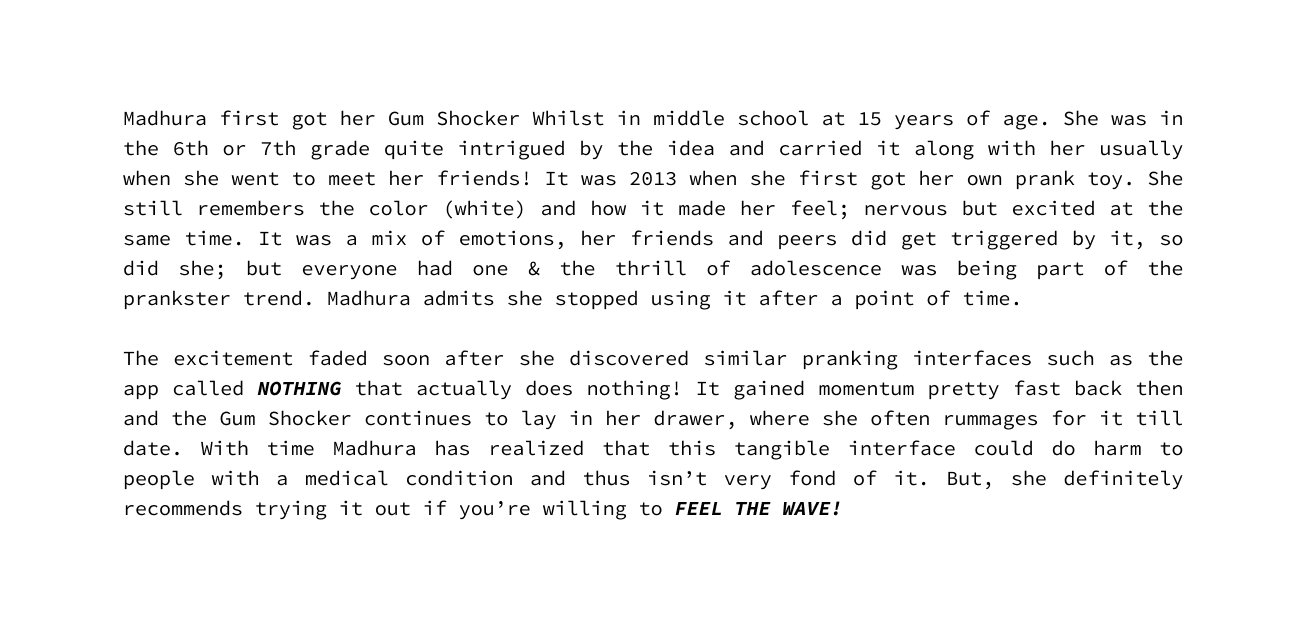 Madhura first got her Gum Shocker Whilst in middle school at 15 years of age. She was in
the 6th or 7th grade quite intrigued by the idea and carried it along with her usually
when she went to meet her friends! It was 2013 when she first got her own prank toy. She
still remembers the color (white) and how it made her feel; nervous but excited at the
same time. It was a mix of emotions, her friends and peers did get triggered by it, so
did she; but everyone had one & the thrill of adolescence was being part of the
prankster trend. Madhura admits she stopped using it after a point of time.
The excitement faded soon after she discovered similar pranking interfaces such as the
app called NOTHING that actually does nothing! It gained momentum pretty fast back then
and the Gum Shocker continues to lay in her drawer, where she often rummages for it till
date. With time Madhura has realized that this tangible interface could do harm to
people with a medical condition and thus isn’t very fond of it. But, she definitely
recommends trying it out if you’re willing to FEEL THE WAVE!